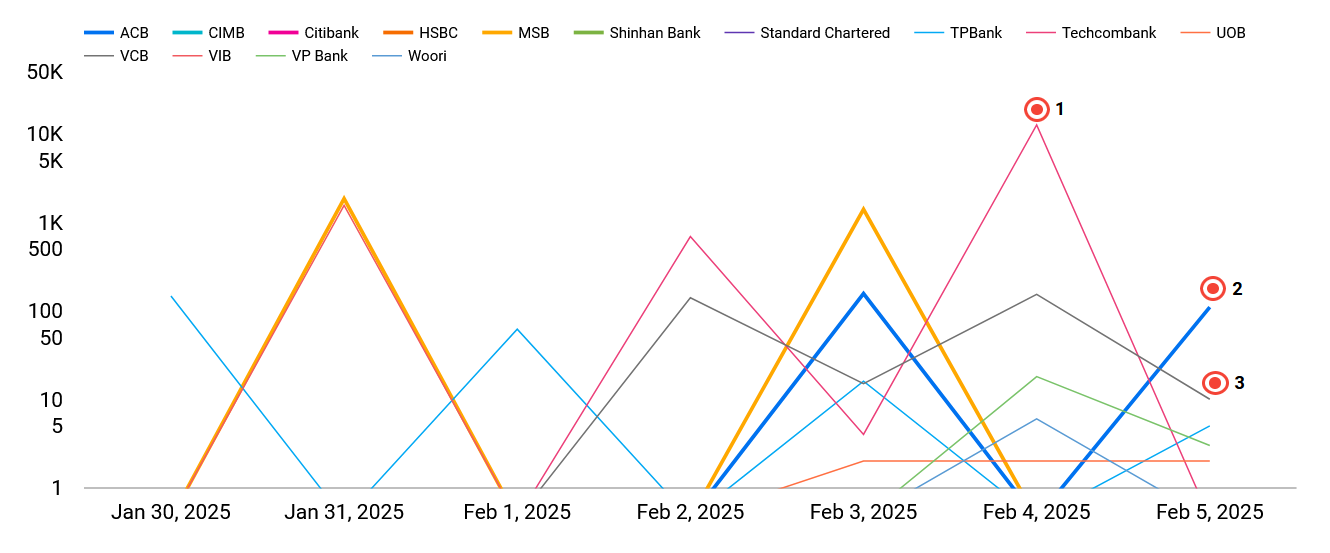 ACB CIMB Citibank HSBC MSB Shinhan Bank Standard Chartered TPBank Techcombank UOB
VCB VIB VP Bank Woori
50K
10K
5K
1K
500
100
50
10
5
1
1
2
3
Jan 30, 2025 Jan 31, 2025 Feb 1, 2025 Feb 2, 2025 Feb 3, 2025 Feb 4, 2025 Feb 5, 2025